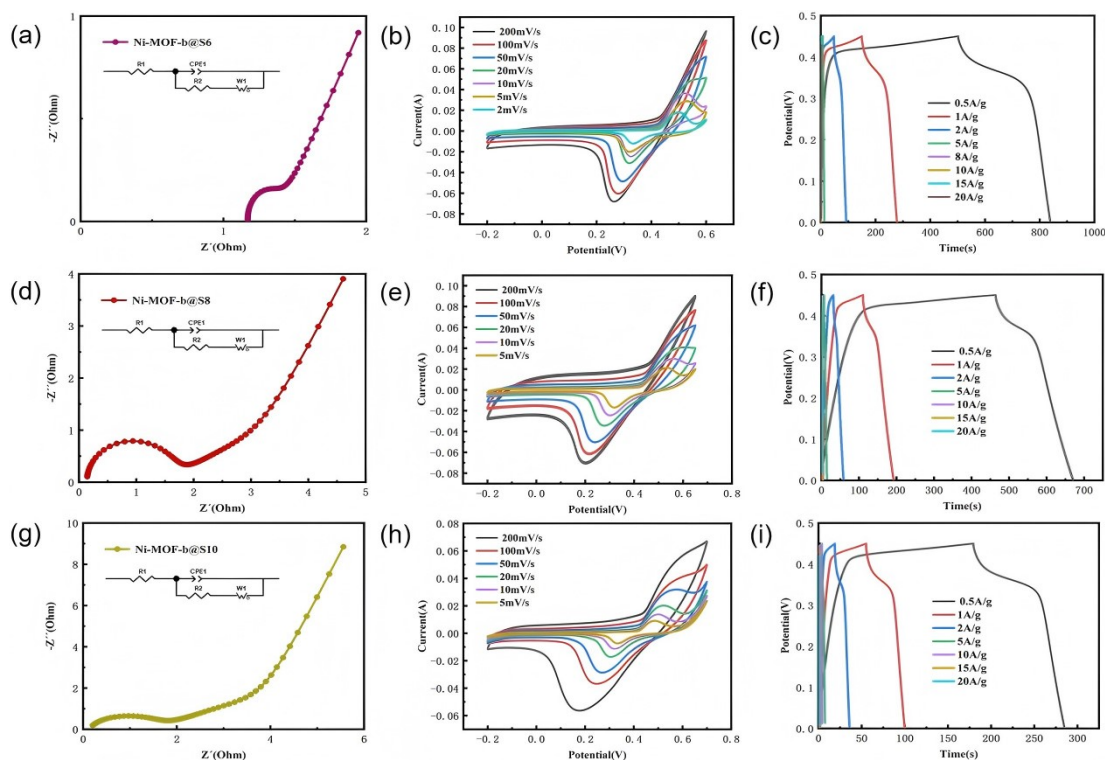 (a)
Ni-MOF-b@S6
R1
CPE1
R2
W1
-Z´´(Ohm)
1
0
0
1
2
Z´(Ohm)
(b)
200mV/s
100mV/s
50mV/s
20mV/s
10mV/s
5mV/s
2mV/s
Current(A)
0.10
0.08
0.06
0.04
0.02
0.00
−0.02
−0.04
−0.06
−0.08
−0.2
0.0
0.2
0.4
0.6
Potential(V)
(c)
0.5A/g
1A/g
2A/g
5A/g
8A/g
10A/g
15A/g
20A/g
Potential(V)
0.5
0.4
0.3
0.2
0.1
0.0
0
200
400
600
800
1000
Time(s)
(d)
Ni-MOF-b@S8
R1
CPE1
R2
W1
-Z´´(Ohm)
4
3
2
1
0
0
1
2
3
4
5
Z´(Ohm)
(e)
200mV/s
100mV/s
50mV/s
20mV/s
10mV/s
5mV/s
Current(A)
0.10
0.08
0.06
0.04
0.02
0.00
−0.02
−0.04
−0.06
−0.08
−0.2
0.0
0.2
0.4
0.6
0.8
Potential(V)
(f)
0.5A/g
1A/g
2A/g
5A/g
10A/g
15A/g
20A/g
Potential(V)
0.5
0.4
0.3
0.2
0.1
0.0
0
100
200
300
400
500
600
700
Time(s)
(g)
Ni-MOF-b@S10
R1
CPE1
R2
W1
-Z´´(Ohm)
10
8
6
4
2
0
0
2
4
6
Z´(Ohm)
(h)
200mV/s
100mV/s
50mV/s
20mV/s
10mV/s
5mV/s
Current(A)
0.08
0.06
0.04
0.02
0.00
−0.02
−0.04
−0.06
−0.2
0.0
0.2
0.4
0.6
0.8
Potential(V)
(i)
0.5A/g
1A/g
2A/g
5A/g
10A/g
15A/g
20A/g
Potential(V)
0.5
0.4
0.3
0.2
0.1
0.0
0
50
100
150
200
250
300
Time(s)